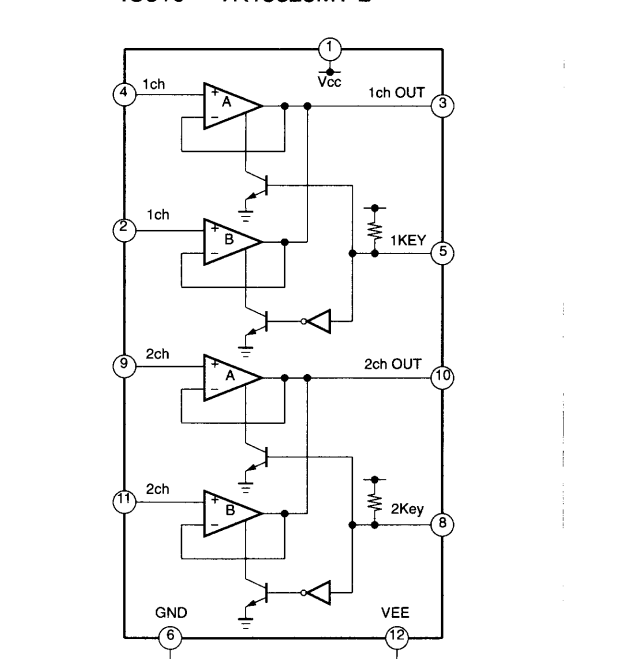 1
Vcc
4 1ch + A 1ch OUT 3
−
2 1ch + B 1KEY 5
−
9 2ch + A 2ch OUT 10
−
11 2ch + B 2Key 8
−
GND VEE
6 12